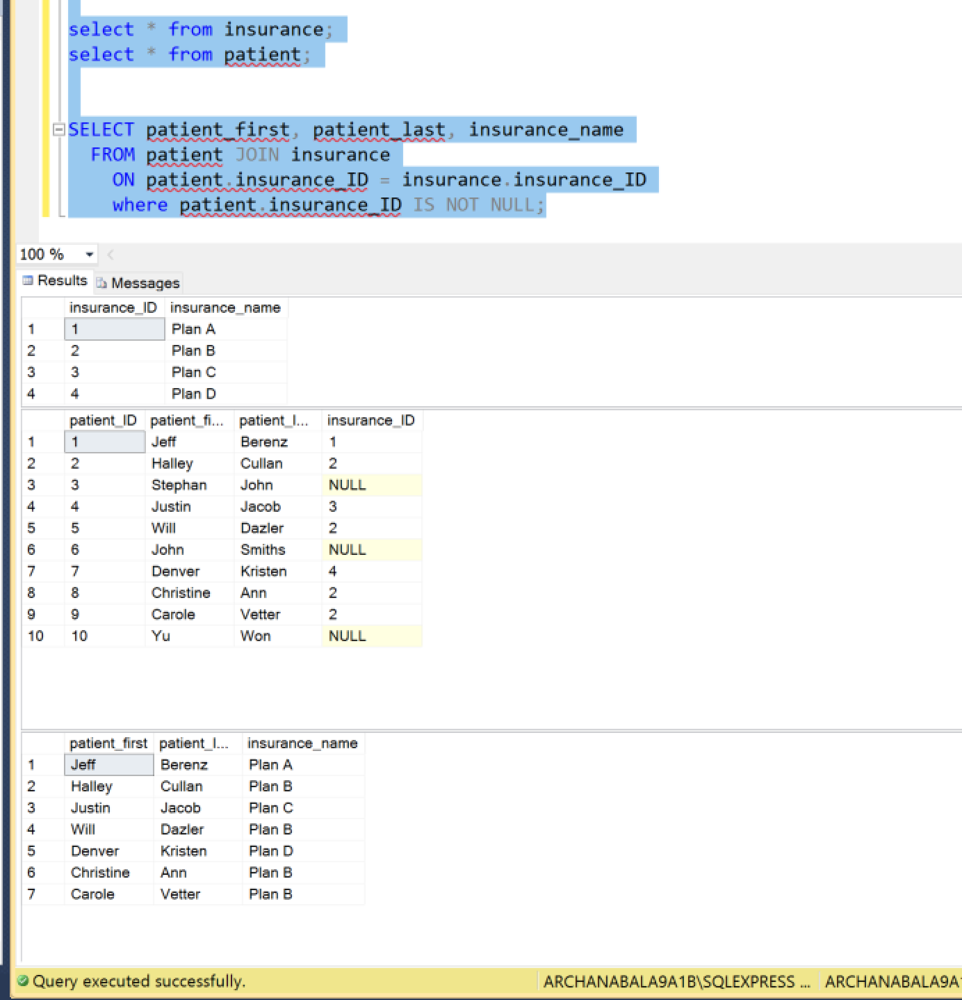 select * from insurance;
select * from patient;
SELECT patient_first, patient_last, insurance_name
FROM patient JOIN insurance
ON patient.insurance_ID = insurance.insurance_ID
where patient.insurance_ID IS NOT NULL;
100 %
Results Messages
insurance_ID insurance_name
1 1 Plan A
2 2 Plan B
3 3 Plan C
4 4 Plan D
patient_ID patient_fi... patient_l... insurance_ID
1 1 Jeff Berenz 1
2 2 Halley Cullan 2
3 3 Stephan John NULL
4 4 Justin Jacob 3
5 5 Will Dazler 2
6 6 John Smiths NULL
7 7 Denver Kristen 4
8 8 Christine Ann 2
9 9 Carole Vetter 2
10 10 Yu Won NULL
patient_first patient_l... insurance_name
1 Jeff Berenz Plan A
2 Halley Cullan Plan B
3 Justin Jacob Plan C
4 Will Dazler Plan B
5 Denver Kristen Plan D
6 Christine Ann Plan B
7 Carole Vetter Plan B
Query executed successfully. ARCHANABALA9A1B\SQLEXPRESS ... ARCHANABALA9A1